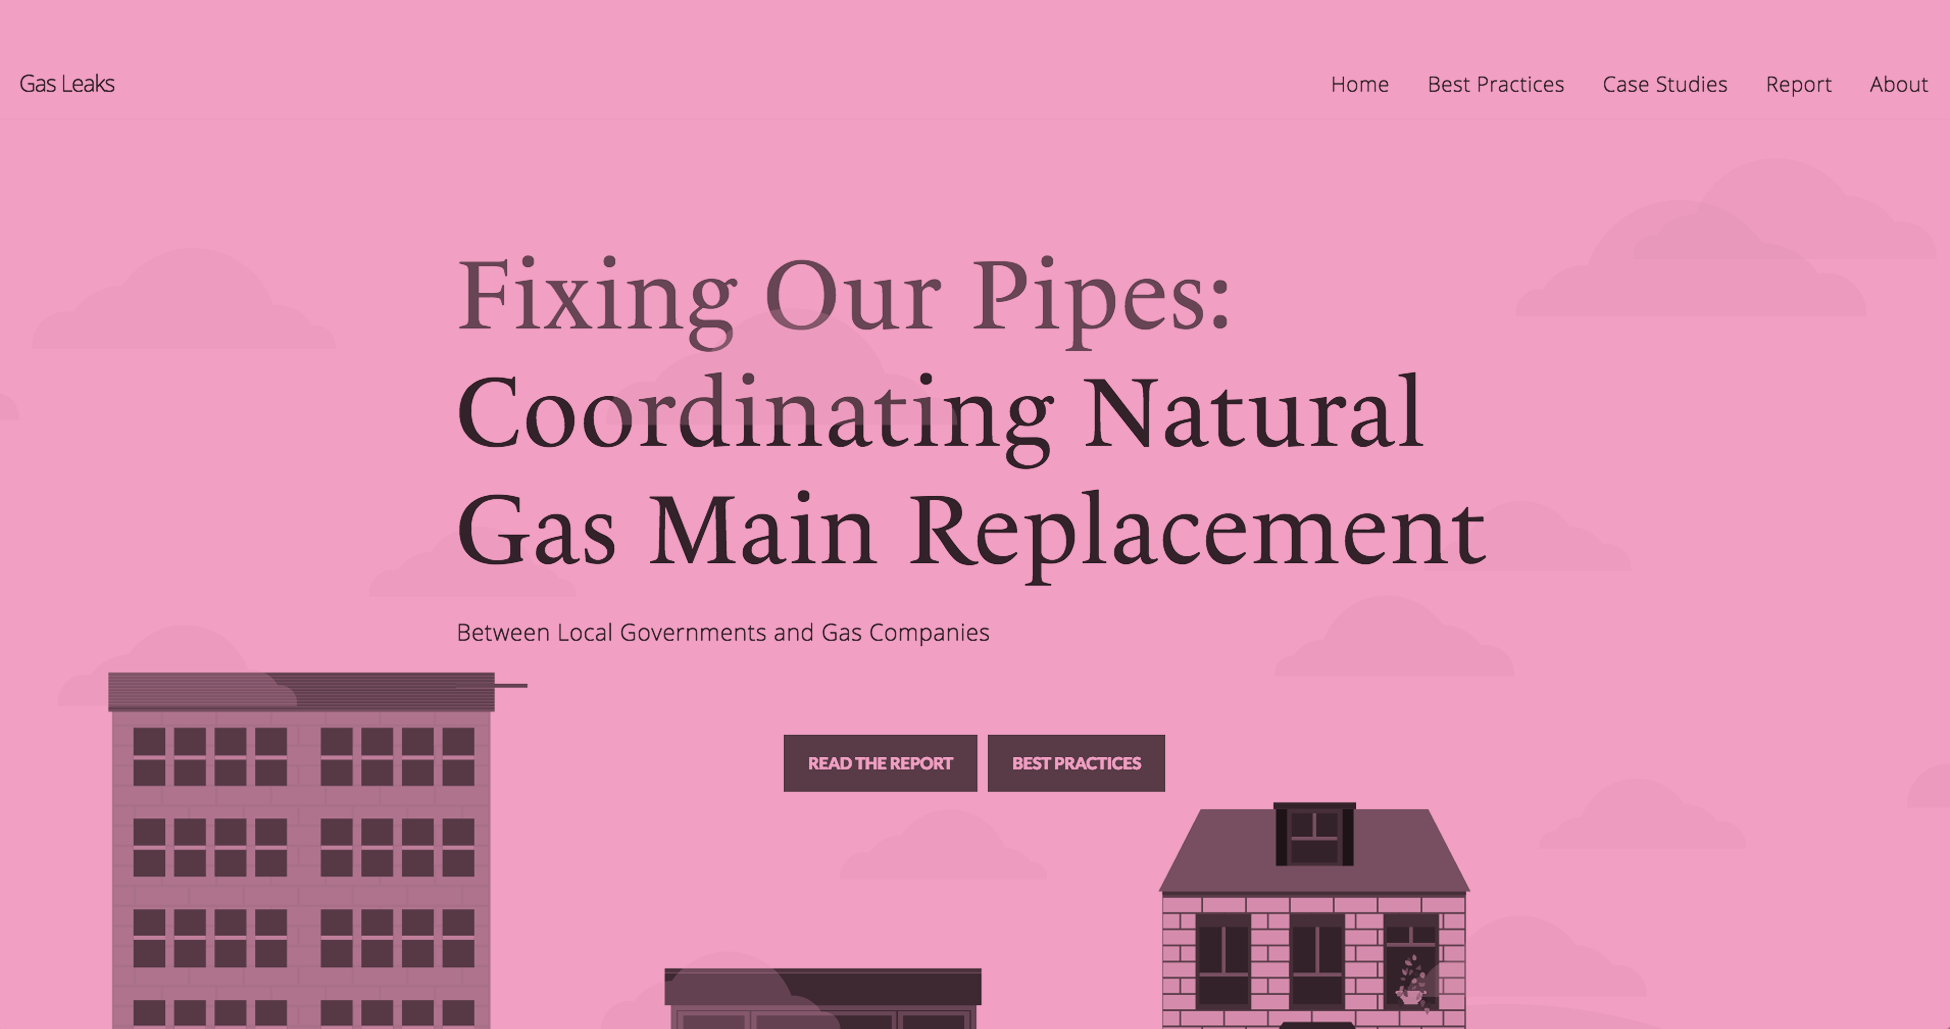 Gas Leaks
Home
Best Practices
Case Studies
Report
About
Fixing Our Pipes:
Coordinating Natural
Gas Main Replacement
Between Local Governments and Gas Companies
READ THE REPORT
BEST PRACTICES